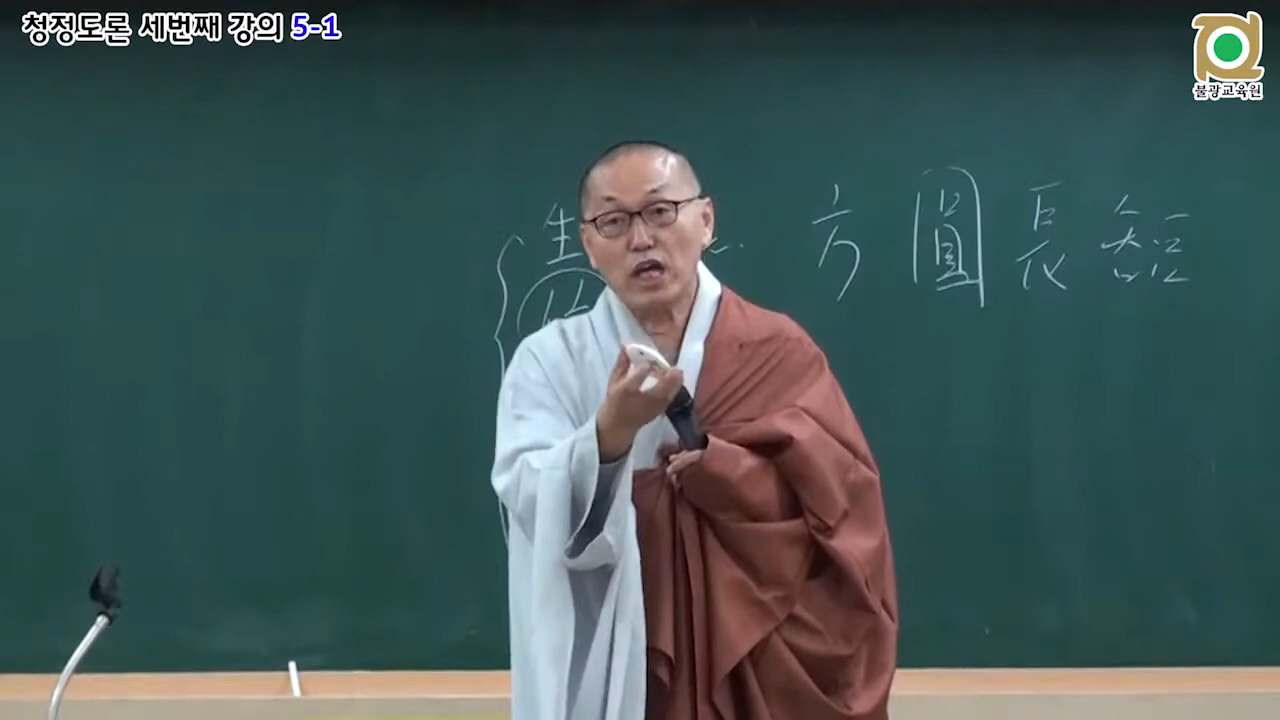 청정도론 세번째 강의 5-1
불광교육원
生
方 圓 長 短